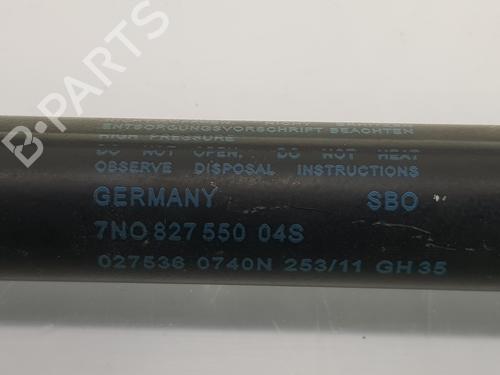 ENTSORGUNGSVORSCHRIFT BEACHTEN
HIGH PRESSURE
DO NOT OPEN, DO NOT HEAT
OBSERVE DISPOSAL INSTRUCTIONS
GERMANY SBO
7N0 827 550 04S
027536 0740N 253/11 GH 35
B-PARTS